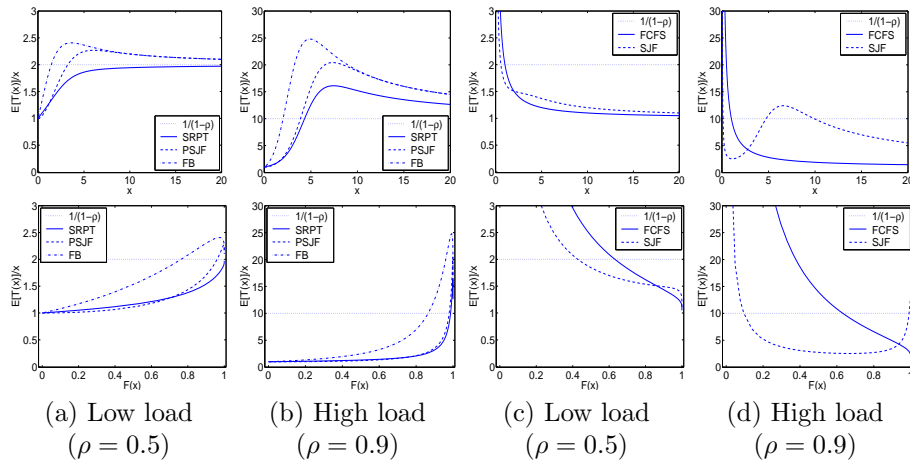 3
2.5
2
1.5
1
0.5
0
0
5
10
15
20
E[T(x)]/x
x
1/(1−ρ)
SRPT
PSJF
FB
30
25
20
15
10
5
0
0
5
10
15
20
E[T(x)]/x
x
1/(1−ρ)
SRPT
PSJF
FB
3
2.5
2
1.5
1
0.5
0
0
5
10
15
20
E[T(x)]/x
x
1/(1−ρ)
FCFS
SJF
30
25
20
15
10
5
0
0
5
10
15
20
E[T(x)]/x
x
1/(1−ρ)
FCFS
SJF
3
2.5
2
1.5
1
0.5
0
0.2
0.4
0.6
0.8
1
E[T(x)]/x
F(x)
1/(1−ρ)
SRPT
PSJF
FB
30
25
20
15
10
5
0
0.2
0.4
0.6
0.8
1
E[T(x)]/x
F(x)
1/(1−ρ)
SRPT
PSJF
FB
3
2.5
2
1.5
1
0.5
0
0.2
0.4
0.6
0.8
1
E[T(x)]/x
F(x)
1/(1−ρ)
FCFS
SJF
30
25
20
15
10
5
0
0.2
0.4
0.6
0.8
1
E[T(x)]/x
F(x)
1/(1−ρ)
FCFS
SJF
(a) Low load
(ρ = 0.5)
(b) High load
(ρ = 0.9)
(c) Low load
(ρ = 0.5)
(d) High load
(ρ = 0.9)